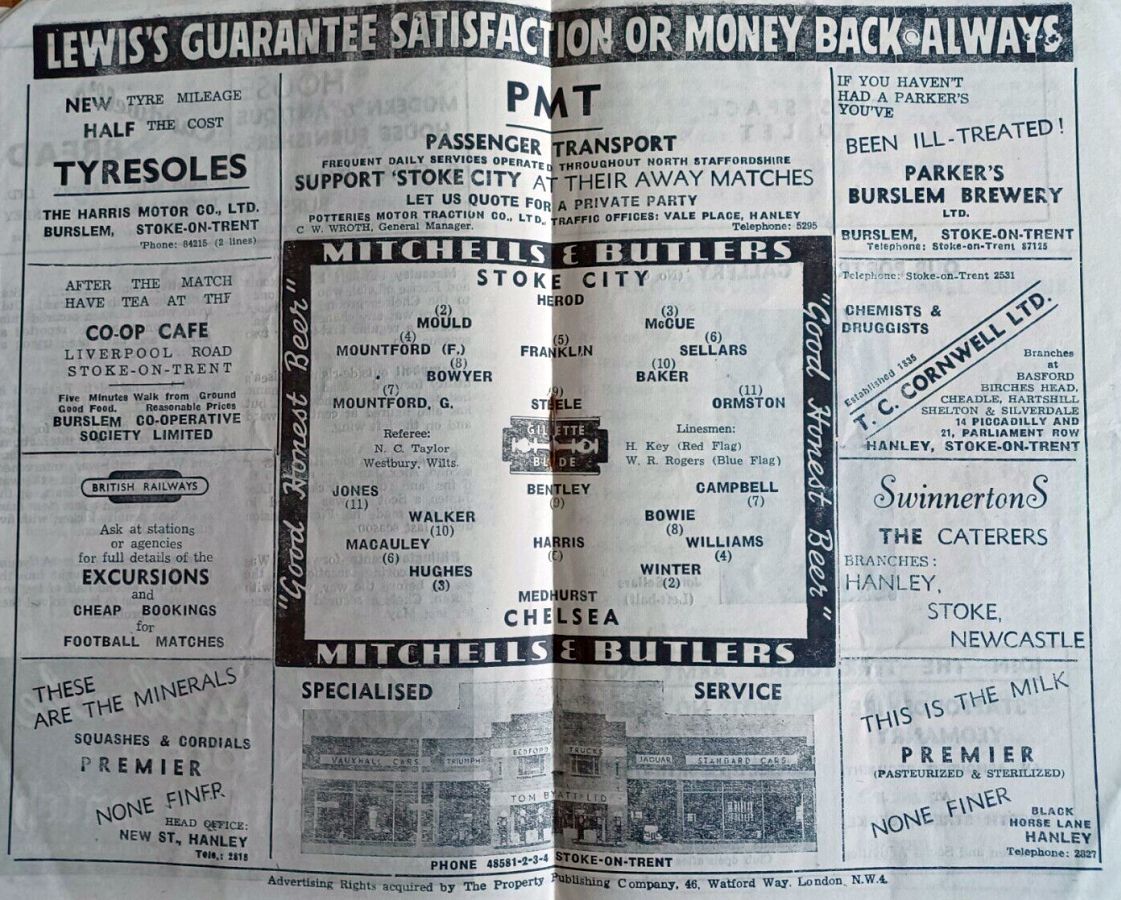 LEWIS'S GUARANTEE SATISFACTION OR MONEY BACK ALWAYS
NEW TYRE MILEAGE
HALF THE COST
TYRESOLES
THE HARRIS MOTOR CO., LTD.
BURSLEM, STOKE-ON-TRENT
'Phone: 84215 (2 lines)
PMT
PASSENGER TRANSPORT
FREQUENT DAILY SERVICES OPERATED THROUGHOUT NORTH STAFFORDSHIRE
SUPPORT 'STOKE CITY AT THEIR AWAY MATCHES
LET US QUOTE FOR A PRIVATE PARTY
POTTERIES MOTOR TRACTION CO., LTD., TRAFFIC OFFICES: VALE PLACE, HANLEY
C. W. WROTH, General Manager. Telephone: 5295
IF YOU HAVEN'T
HAD A PARKER'S
YOU'VE
BEEN ILL-TREATED!
PARKER'S
BURSLEM BREWERY
LTD.
BURSLEM, STOKE-ON-TRENT
Telephone: Stoke-on-Trent 87125
AFTER THE MATCH
HAVE TEA AT THF
CO-OP CAFE
LIVERPOOL ROAD
STOKE-ON-TRENT
Five Minutes Walk from Ground
Good Food. Reasonable Prices
BURSLEM CO-OPERATIVE
SOCIETY LIMITED
BRITISH RAILWAYS
Ask at stations
or agencies
for full details of the
EXCURSIONS
and
CHEAP BOOKINGS
for
FOOTBALL MATCHES
MITCHELLS & BUTLERS
"Good Honest Beer"
STOKE CITY
HEROD
(2) (3)
MOULD McCUE
(4) (5) (6)
MOUNTFORD (F.) FRANKLIN SELLARS
(8) (10)
BOWYER BAKER
(7) (9) (11)
MOUNTFORD, G. STEELE ORMSTON
Referee:
N. C. Taylor
Westbury, Wilts.
GILLETTE
BLADE
Linesmen:
H. Key (Red Flag)
W. R. Rogers (Blue Flag)
JONES BENTLEY CAMPBELL
(11) (9) (7)
WALKER BOWIE
(10) (8)
MACAULEY HARRIS WILLIAMS
(6) (4)
HUGHES WINTER
(3) (2)
MEDHURST
CHELSEA
"Good Honest Beer"
MITCHELLS & BUTLERS
Telephone: Stoke-on-Trent 2531
CHEMISTS &
DRUGGISTS
Established 1835
T. C. CORNWELL LTD.
Branches
at
BASFORD
BIRCHES HEAD,
CHEADLE, HARTSHILL
SHELTON & SILVERDALE
14 PICCADILLY AND
21, PARLIAMENT ROW
HANLEY, STOKE-ON-TRENT
SwinnertonS
THE CATERERS
BRANCHES:
HANLEY,
STOKE,
NEWCASTLE
THESE
ARE THE MINERALS
SQUASHES & CORDIALS
PREMIER
NONE FINER
HEAD OFFICE:
NEW ST., HANLEY
Tele.: 2818
SPECIALISED SERVICE
BEDFORD TRUCKS
VAUXHALL CARS TRIUMPH JAGUAR STANDARD CARS
TOM BYATT LTD
PHONE 48581-2-3-4 STOKE-ON-TRENT
THIS IS THE MILK
PREMIER
(PASTEURIZED & STERILIZED)
NONE FINER
BLACK
HORSE LANE
HANLEY
Telephone: 2827
Advertising Rights acquired by The Property Publishing Company, 46, Watford Way. London, N.W.4.